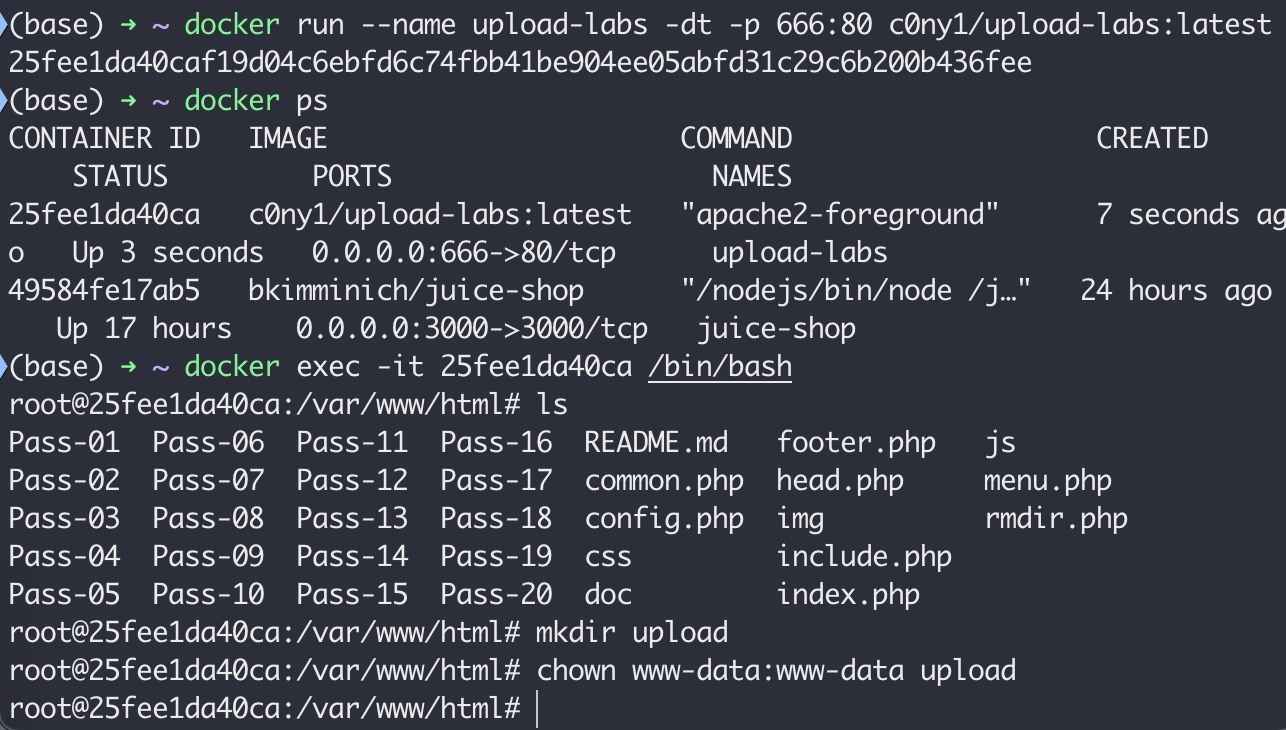 (base) → ~ docker run --name upload-labs -dt -p 666:80 c0ny1/upload-labs:latest
25fee1da40caf19d04c6ebfd6c74fbb41be904ee05abfd31c29c6b200b436fee
(base) → ~ docker ps
CONTAINER ID   IMAGE                      COMMAND                   CREATED
    STATUS         PORTS                    NAMES
25fee1da40ca   c0ny1/upload-labs:latest   "apache2-foreground"      7 seconds ag
o   Up 3 seconds   0.0.0.0:666->80/tcp      upload-labs
49584fe17ab5   bkimminich/juice-shop      "/nodejs/bin/node /j…"   24 hours ago
   Up 17 hours    0.0.0.0:3000->3000/tcp   juice-shop
(base) → ~ docker exec -it 25fee1da40ca /bin/bash
root@25fee1da40ca:/var/www/html# ls
Pass-01  Pass-06  Pass-11  Pass-16  README.md   footer.php   js
Pass-02  Pass-07  Pass-12  Pass-17  common.php  head.php     menu.php
Pass-03  Pass-08  Pass-13  Pass-18  config.php  img          rmdir.php
Pass-04  Pass-09  Pass-14  Pass-19  css         include.php
Pass-05  Pass-10  Pass-15  Pass-20  doc         index.php
root@25fee1da40ca:/var/www/html# mkdir upload
root@25fee1da40ca:/var/www/html# chown www-data:www-data upload
root@25fee1da40ca:/var/www/html#